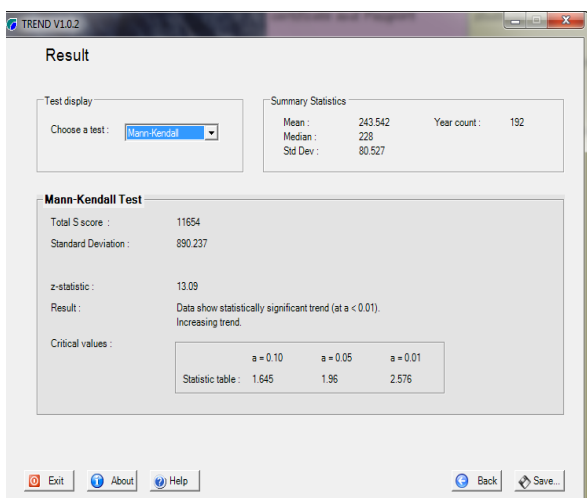 TREND V1.0.2
Result
Test display
Choose a test : Mann-Kendall
Summary Statistics
Mean : 243.542 Year count : 192
Median : 228
Std Dev : 80.527
Mann-Kendall Test
Total S score : 11654
Standard Deviation : 890.237
z-statistic : 13.09
Result : Data show statistically significant trend (at a < 0.01).
Increasing trend.
Critical values :
a = 0.10 a = 0.05 a = 0.01
Statistic table : 1.645 1.96 2.576
Exit About Help Back Save...